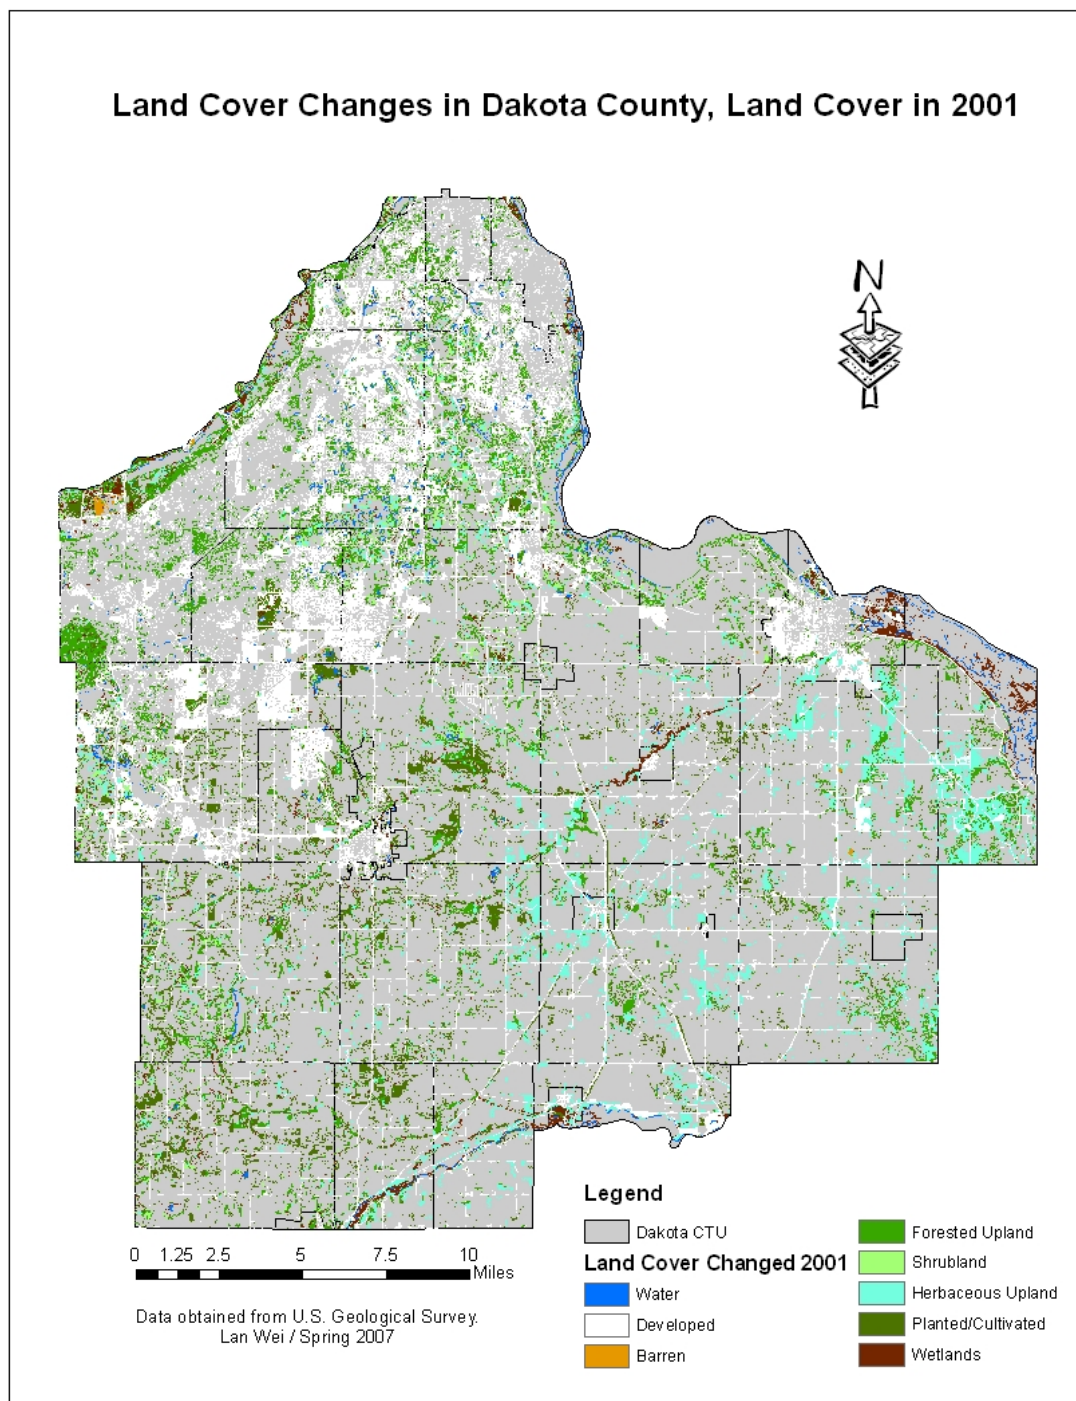 Land Cover Changes in Dakota County, Land Cover in 2001
N
Legend
Dakota CTU
Land Cover Changed 2001
Water
Developed
Barren
Forested Upland
Shrubland
Herbaceous Upland
Planted/Cultivated
Wetlands
0 1.25 2.5 5 7.5 10
Miles
Data obtained from U.S. Geological Survey.
Lan Wei / Spring 2007